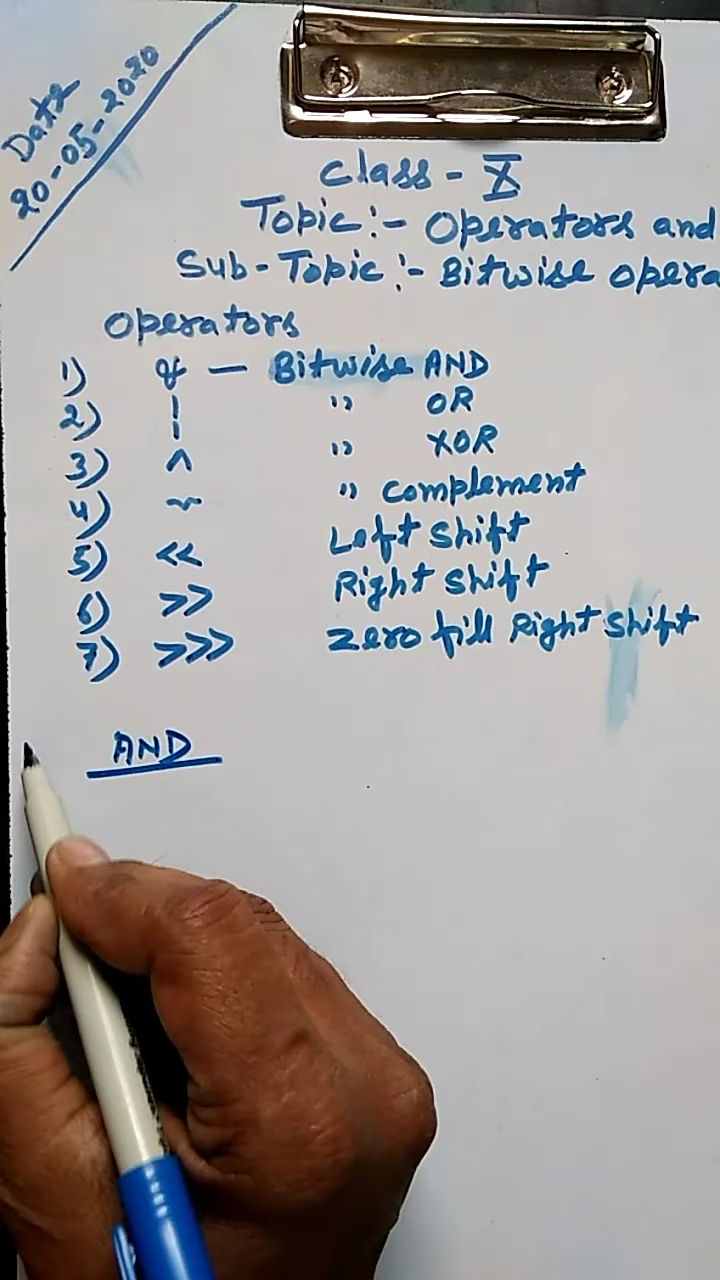 Date
20-05-2020
Class - X
Topic :- Operators and
Sub-Topic :- Bitwise opera
Operators
1) & — Bitwise AND
2) | " OR
3) ^ " XOR
4) ~ " Complement
5) << Left Shift
6) >> Right Shift
7) >>> Zero fill Right Shift
AND